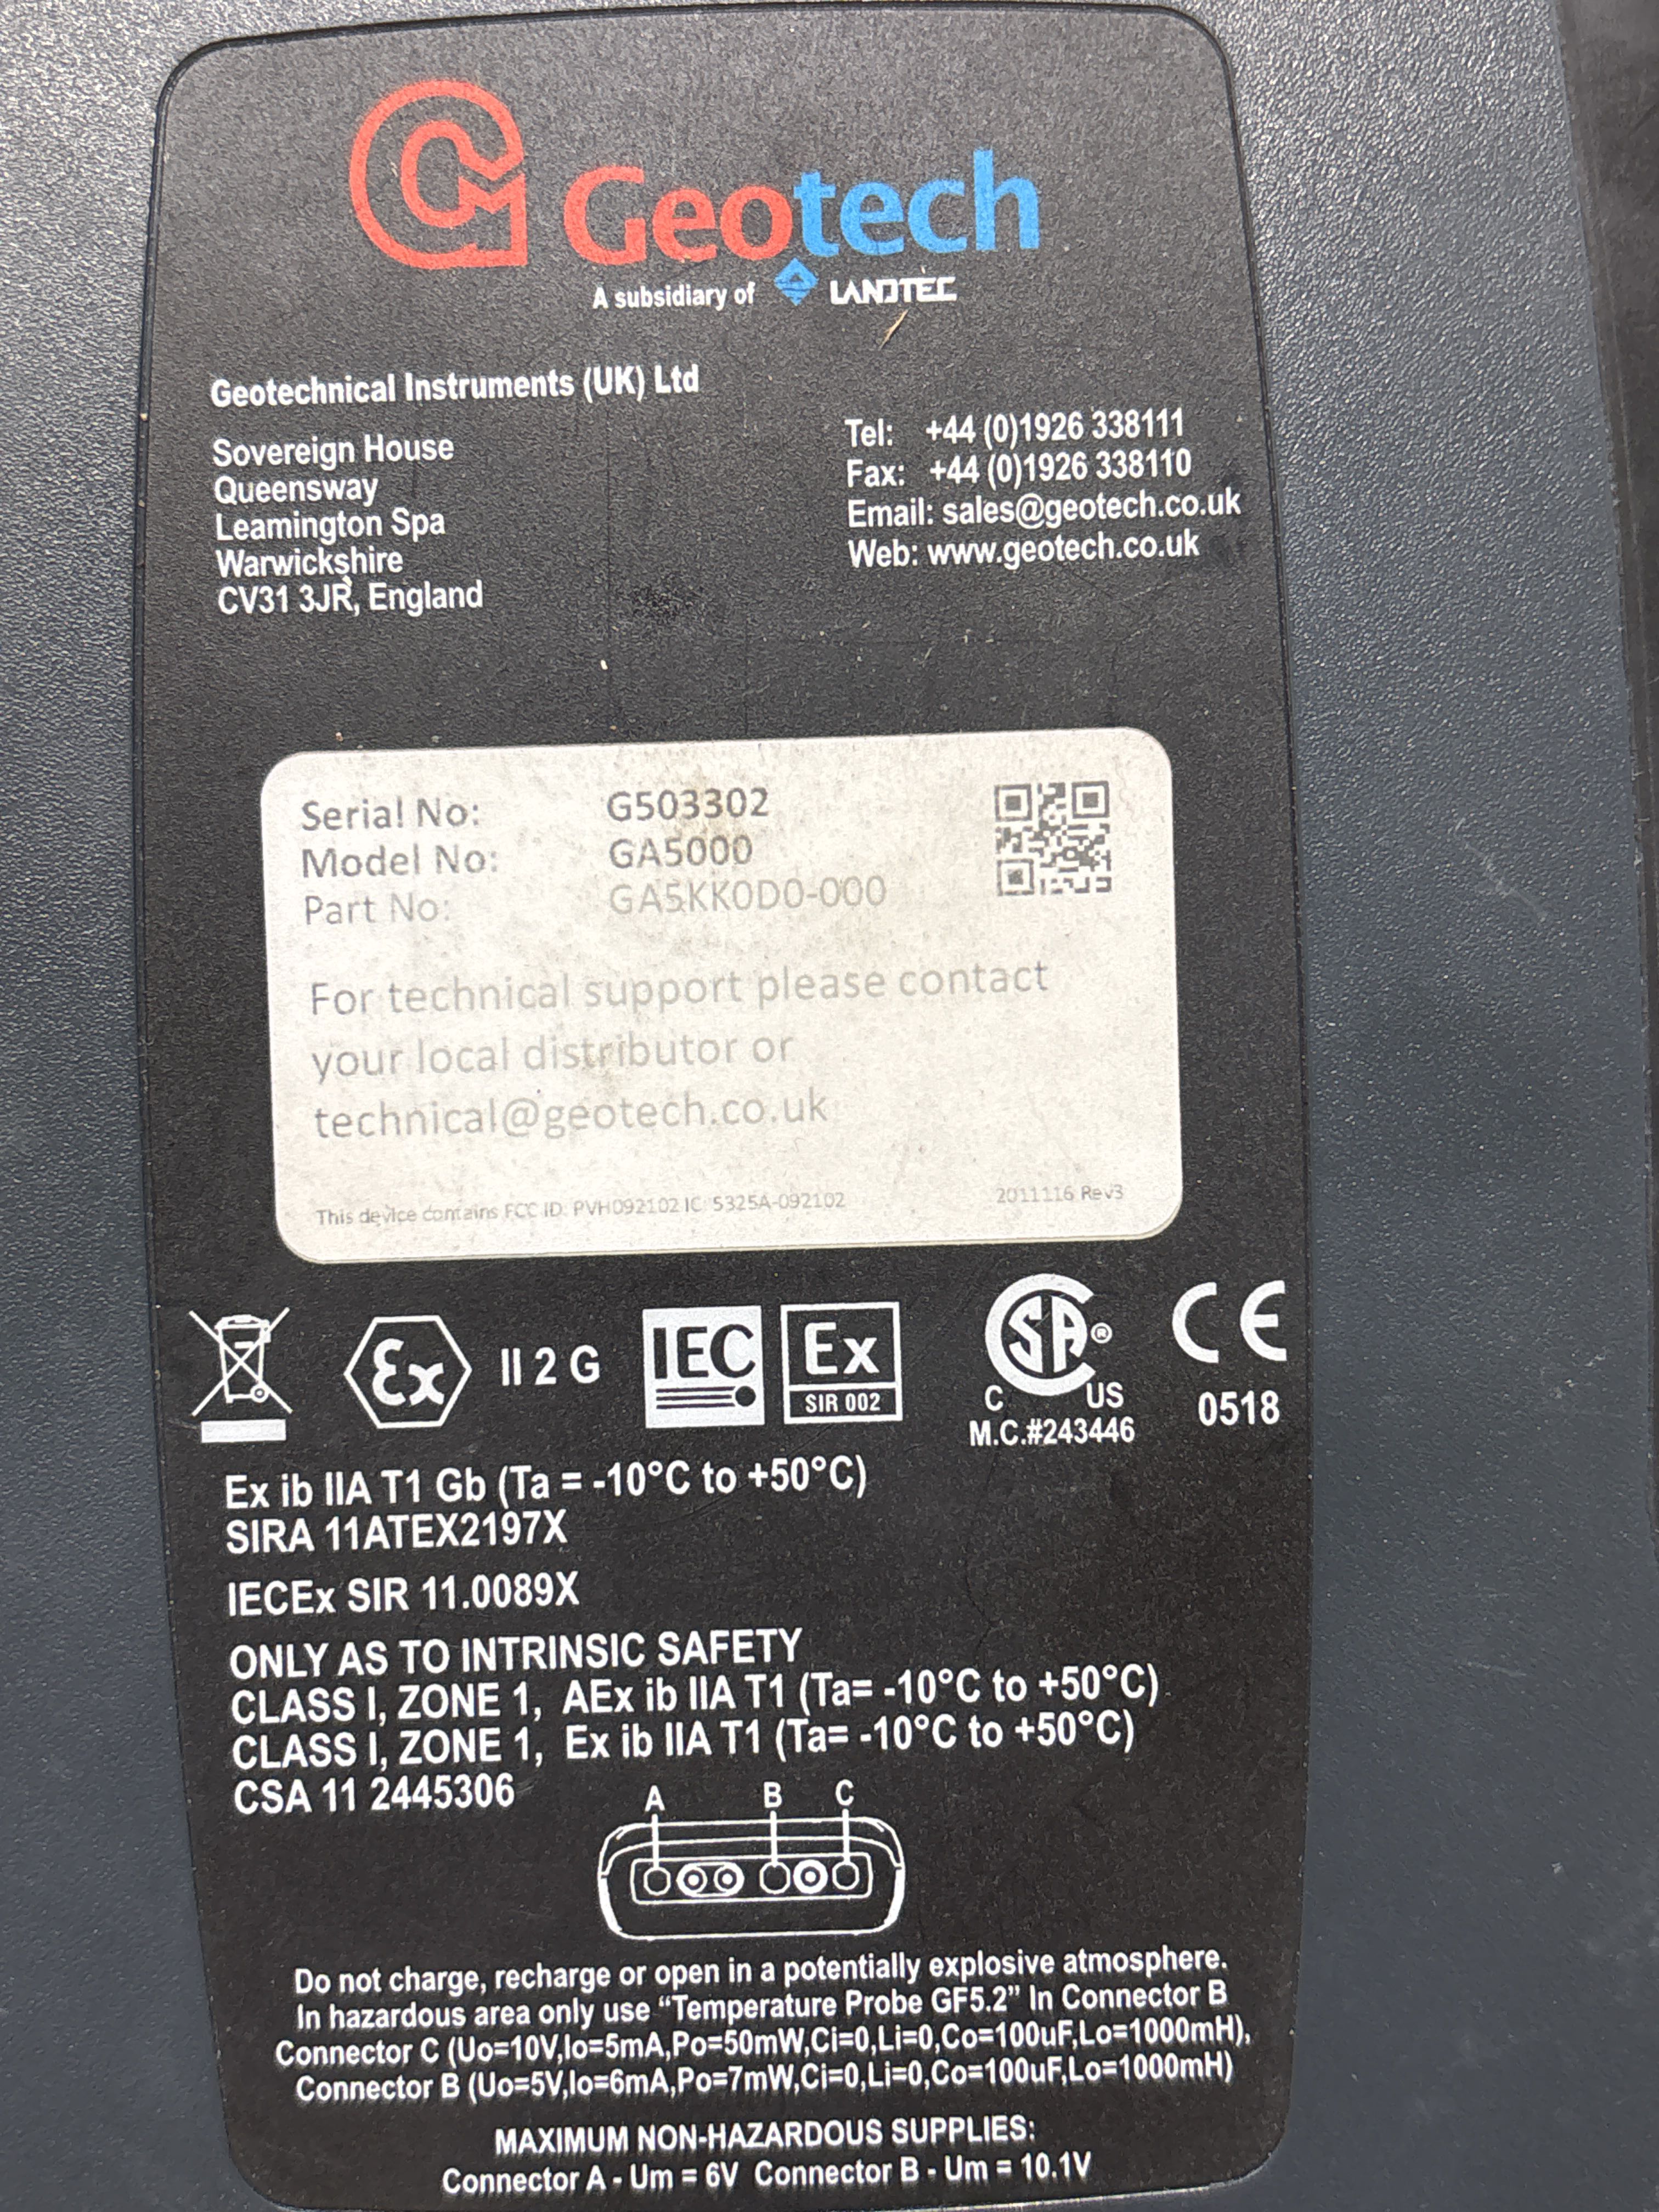 Geotech
A subsidiary of LANDTEC
Geotechnical Instruments (UK) Ltd
Sovereign House
Queensway
Leamington Spa
Warwickshire
CV31 3JR, England
Tel: +44 (0)1926 338111
Fax: +44 (0)1926 338110
Email: sales@geotech.co.uk
Web: www.geotech.co.uk
Serial No: G503302
Model No: GA5000
Part No: GA5KK0D0-000
For technical support please contact
your local distributor or
technical@geotech.co.uk
This device contains FCC ID: PVH092102 IC: 5325A-092102 2011116 Rev3
Ex II 2 G IEC Ex SA® CE
SIR 002 C US 0518
M.C.#243446
Ex ib IIA T1 Gb (Ta = -10°C to +50°C)
SIRA 11ATEX2197X
IECEx SIR 11.0089X
ONLY AS TO INTRINSIC SAFETY
CLASS I, ZONE 1, AEx ib IIA T1 (Ta= -10°C to +50°C)
CLASS I, ZONE 1, Ex ib IIA T1 (Ta= -10°C to +50°C)
CSA 11 2445306
A B C
Do not charge, recharge or open in a potentially explosive atmosphere.
In hazardous area only use “Temperature Probe GF5.2” In Connector B
Connector C (Uo=10V,Io=5mA,Po=50mW,Ci=0,Li=0,Co=100uF,Lo=1000mH),
Connector B (Uo=5V,Io=6mA,Po=7mW,Ci=0,Li=0,Co=100uF,Lo=1000mH)
MAXIMUM NON-HAZARDOUS SUPPLIES:
Connector A - Um = 6V Connector B - Um = 10.1V